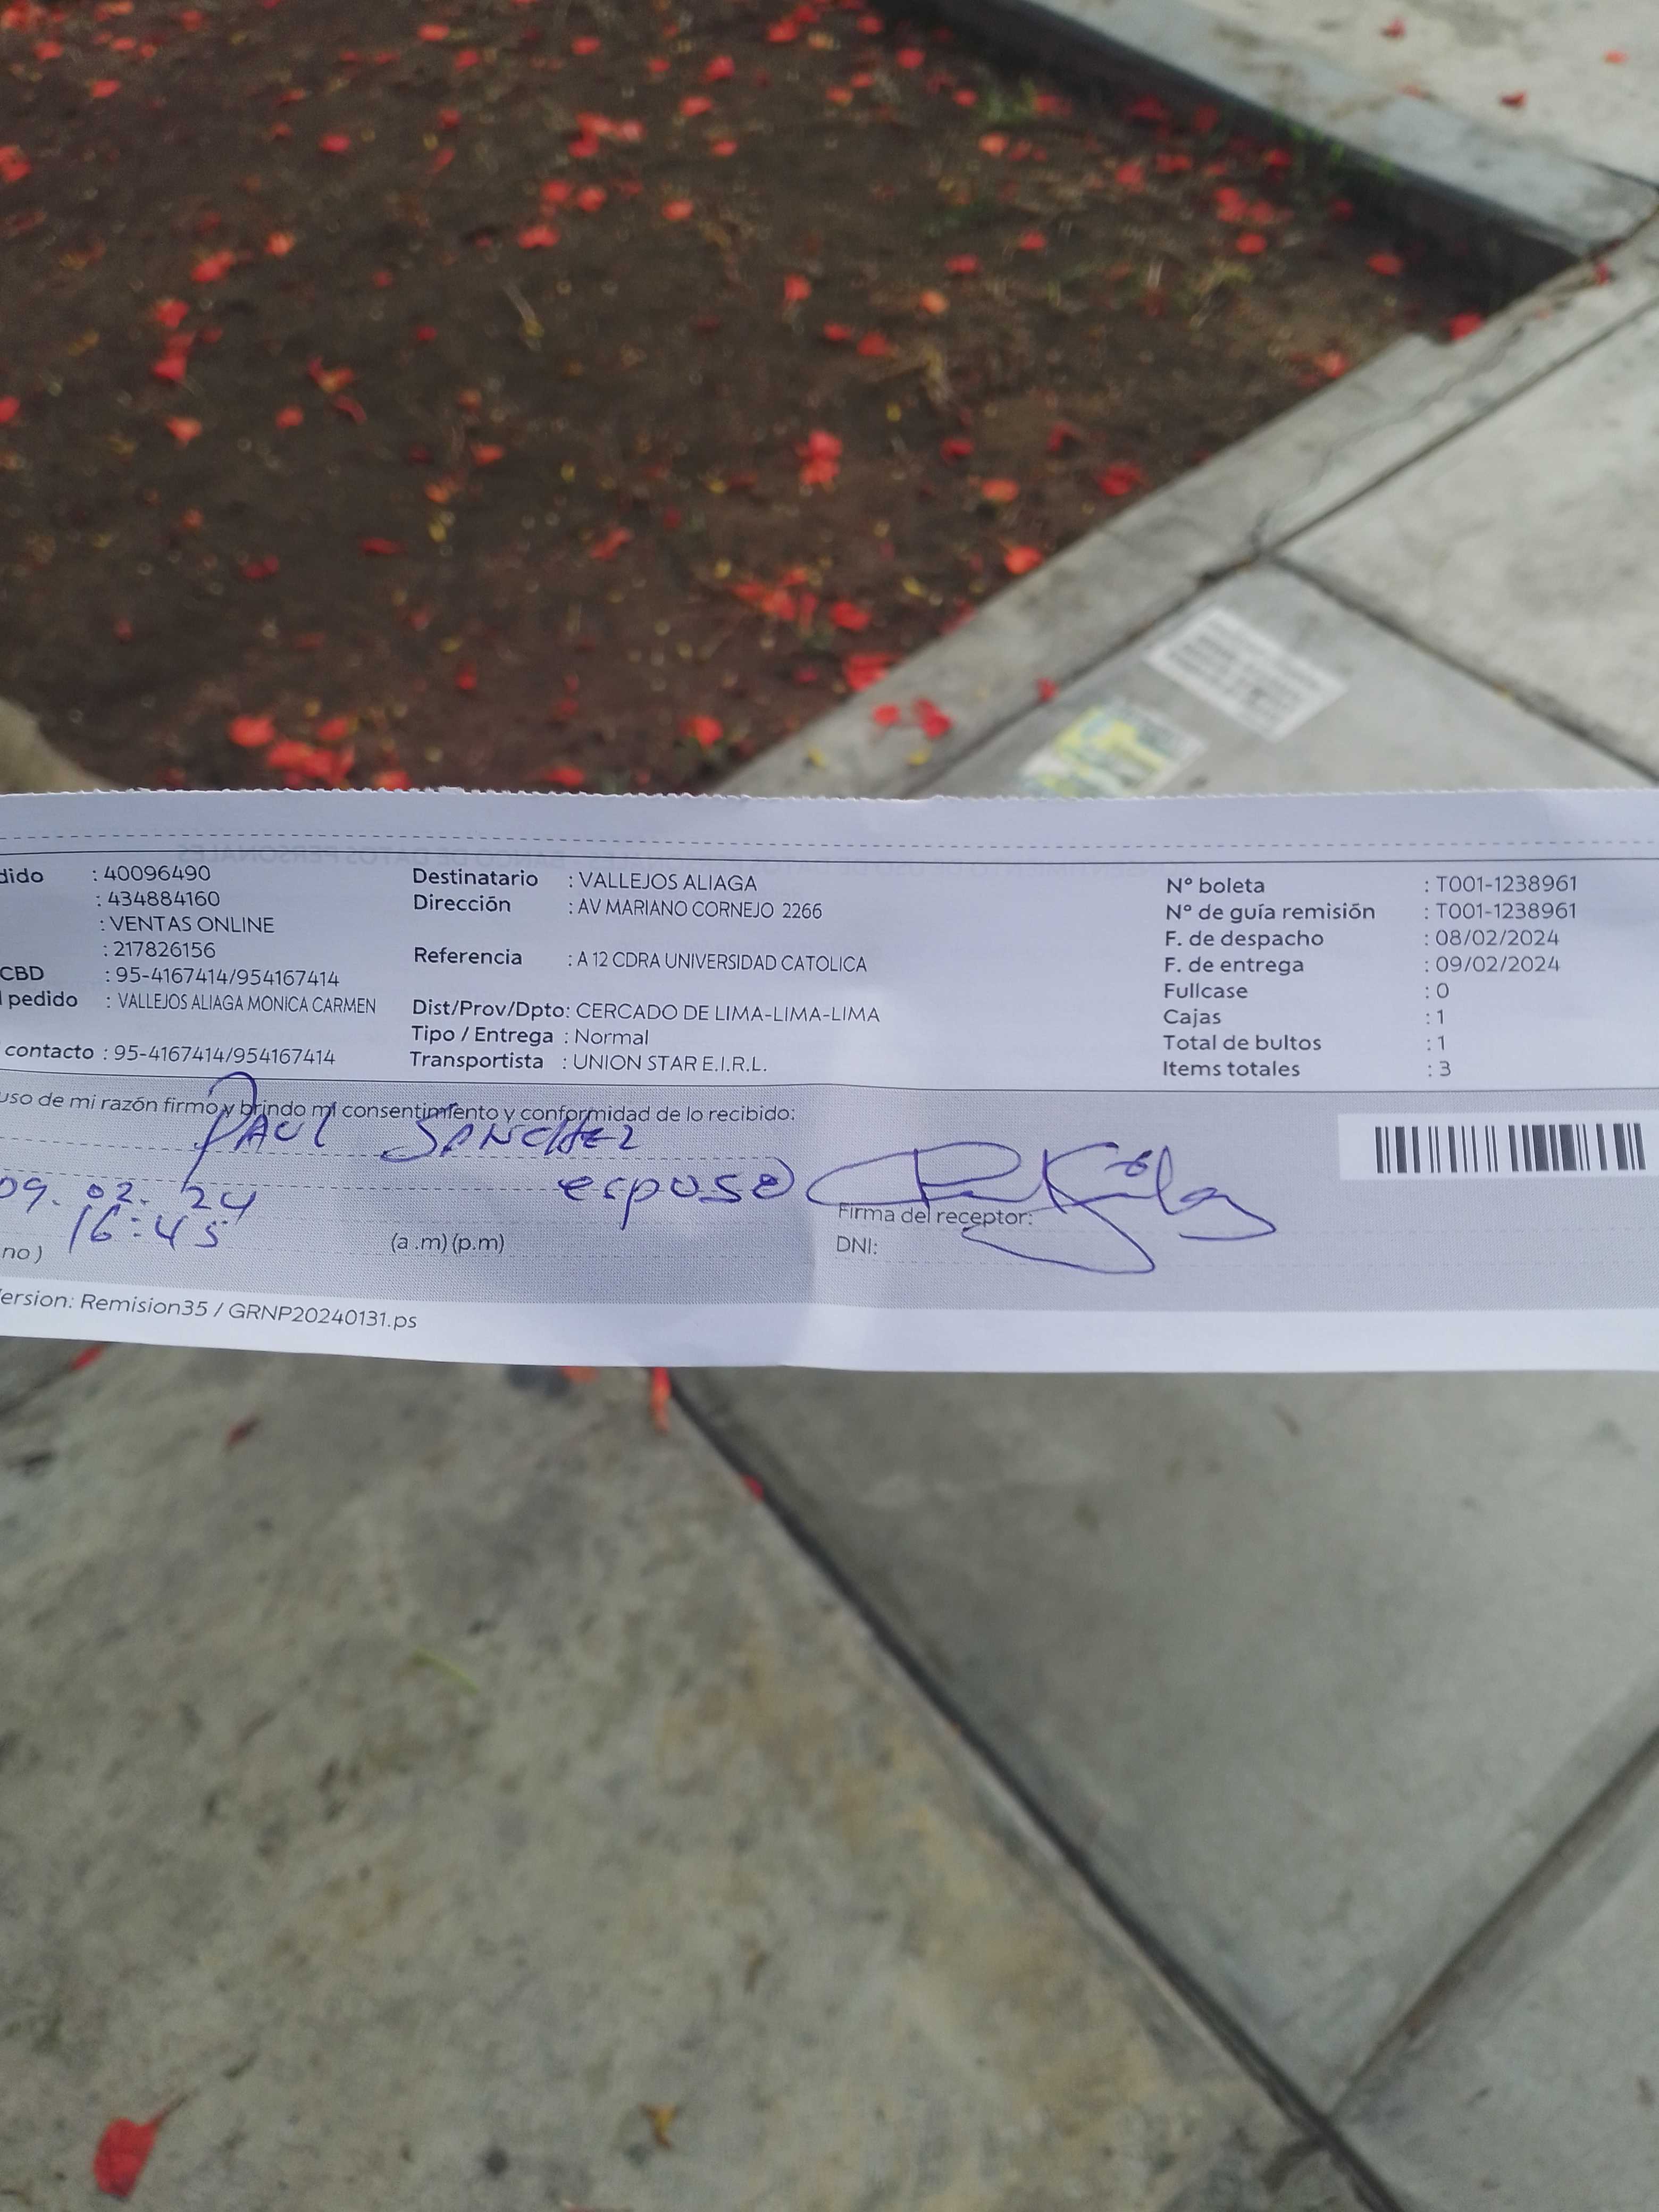 dido : 40096490
: 434884160
: VENTAS ONLINE
: 217826156
CBD : 95-4167414/954167414
l pedido : VALLEJOS ALIAGA MONICA CARMEN
contacto : 95-4167414/954167414
Destinatario : VALLEJOS ALIAGA
Dirección : AV MARIANO CORNEJO 2266
Referencia : A 12 CDRA UNIVERSIDAD CATOLICA
Dist/Prov/Dpto: CERCADO DE LIMA-LIMA-LIMA
Tipo / Entrega : Normal
Transportista : UNION STAR E.I.R.L.
Nº boleta : T001-1238961
Nº de guía remisión : T001-1238961
F. de despacho : 08/02/2024
F. de entrega : 09/02/2024
Fullcase : 0
Cajas : 1
Total de bultos : 1
Items totales : 3
uso de mi razón firmo y brindo mi consentimiento y conformidad de lo recibido:
PAUL SANCHEZ
09.02.24 esposo
16:45
no) (a .m) (p.m)
Firma del receptor:
DNI:
ersion: Remision35 / GRNP20240131.ps